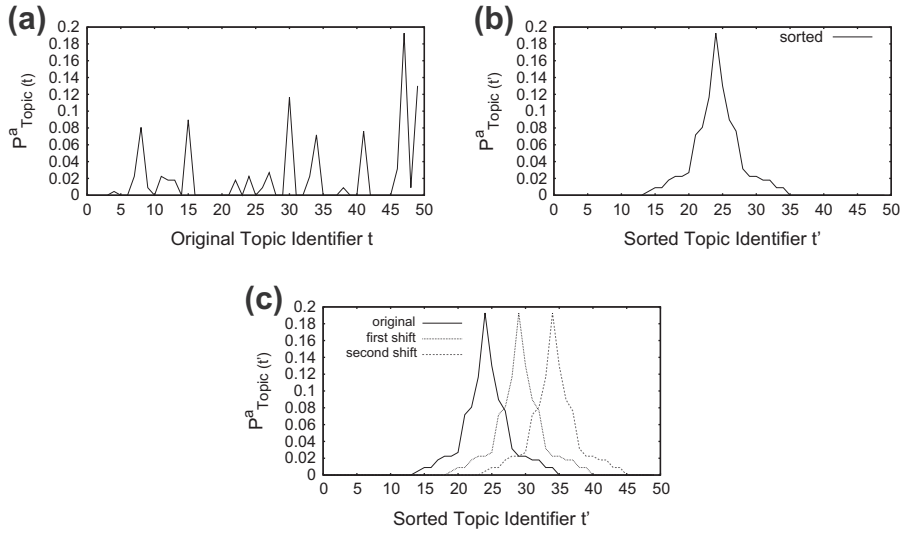 (a)
0.2
0.18
0.16
0.14
0.12
0.1
0.08
0.06
0.04
0.02
0
0 5 10 15 20 25 30 35 40 45 50
P^a_Topic (t)
Original Topic Identifier t
(b)
0.2
0.18
0.16
0.14
0.12
0.1
0.08
0.06
0.04
0.02
0
0 5 10 15 20 25 30 35 40 45 50
P^a_Topic (t')
sorted
Sorted Topic Identifier t'
(c)
0.2
0.18
0.16
0.14
0.12
0.1
0.08
0.06
0.04
0.02
0
0 5 10 15 20 25 30 35 40 45 50
P^a_Topic (t')
original
first shift
second shift
Sorted Topic Identifier t'